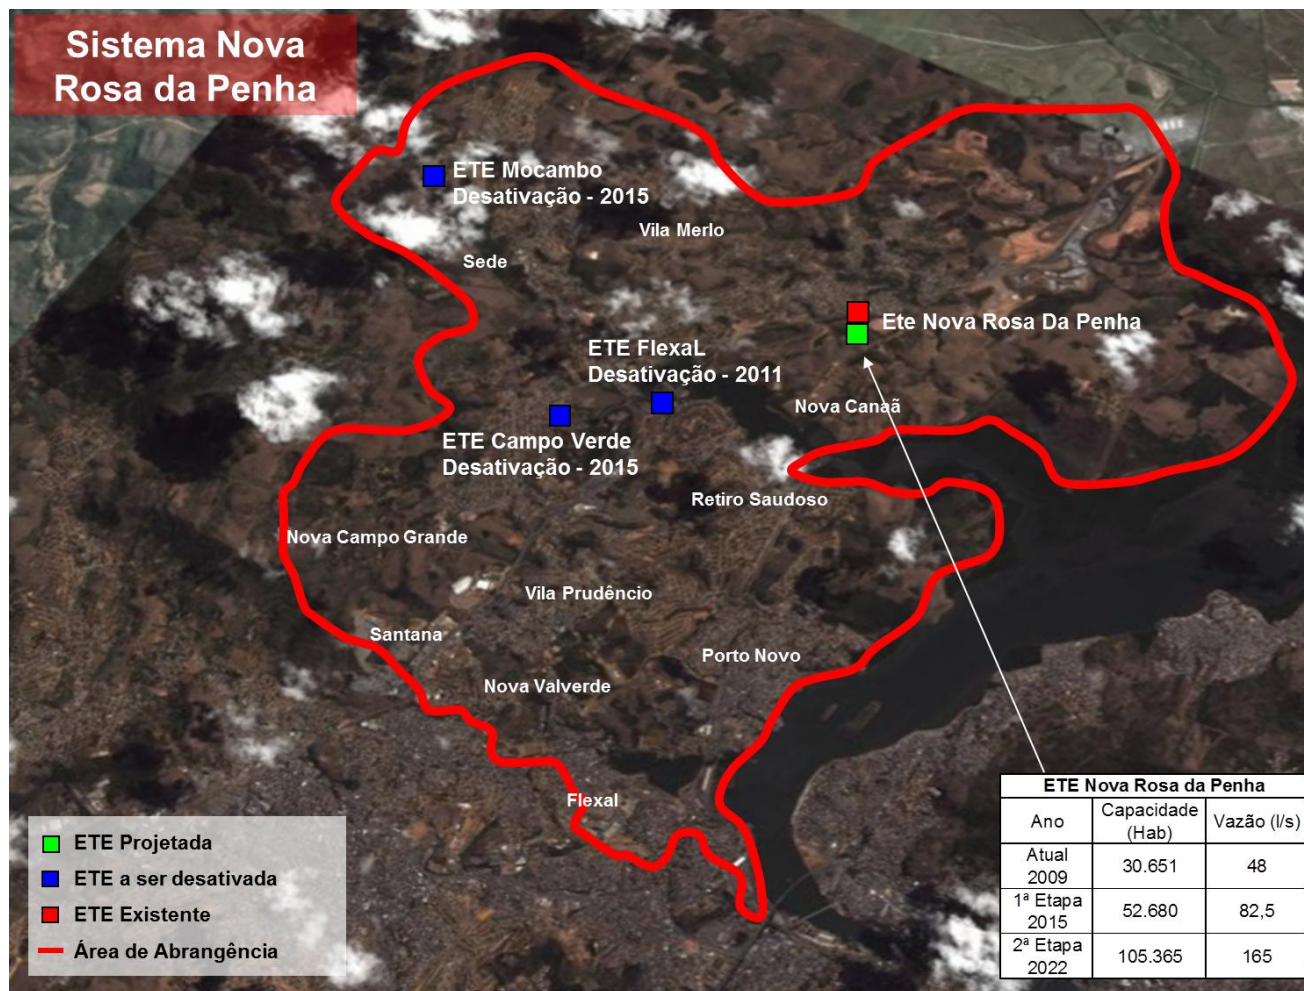 Sistema Nova
Rosa da Penha
ETE Mocambo
Desativação - 2015
Vila Merlo
Sede
Ete Nova Rosa Da Penha
ETE FlexaL
Desativação - 2011
Nova Canaã
ETE Campo Verde
Desativação - 2015
Retiro Saudoso
Nova Campo Grande
Vila Prudêncio
Santana
Porto Novo
Nova Valverde
Flexal
ETE Projetada
ETE a ser desativada
ETE Existente
Área de Abrangência
ETE Nova Rosa da Penha
Ano Capacidade (Hab) Vazão (l/s)
Atual 2009 30.651 48
1ª Etapa 2015 52.680 82,5
2ª Etapa 2022 105.365 165